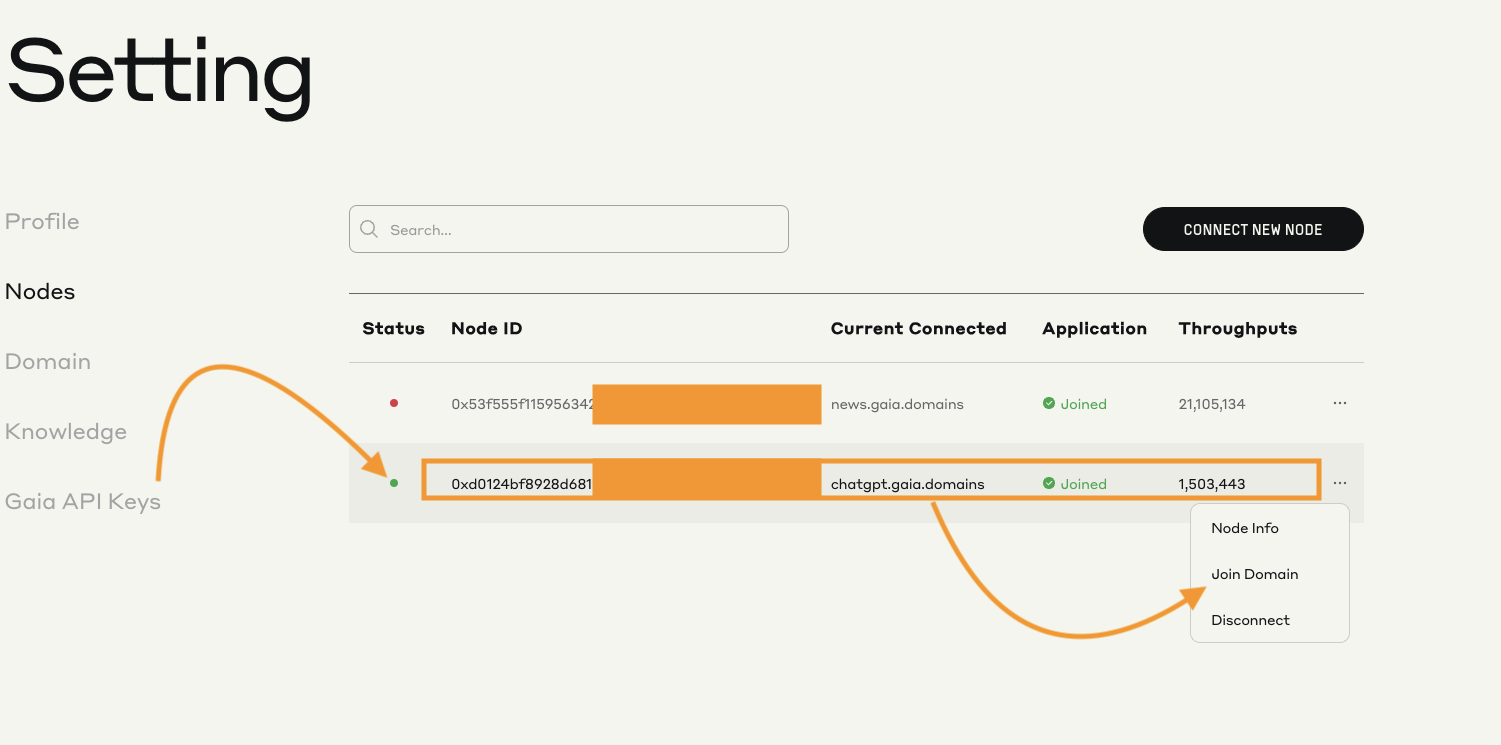 Setting
Profile
Nodes
Domain
Knowledge
Gaia API Keys
Search...
CONNECT NEW NODE
Status Node ID Current Connected Application Throughputs
0x53f555f115956342 news.gaia.domains Joined 21,105,134 ...
0xd0124bf8928d681 chatgpt.gaia.domains Joined 1,503,443 ...
Node Info
Join Domain
Disconnect